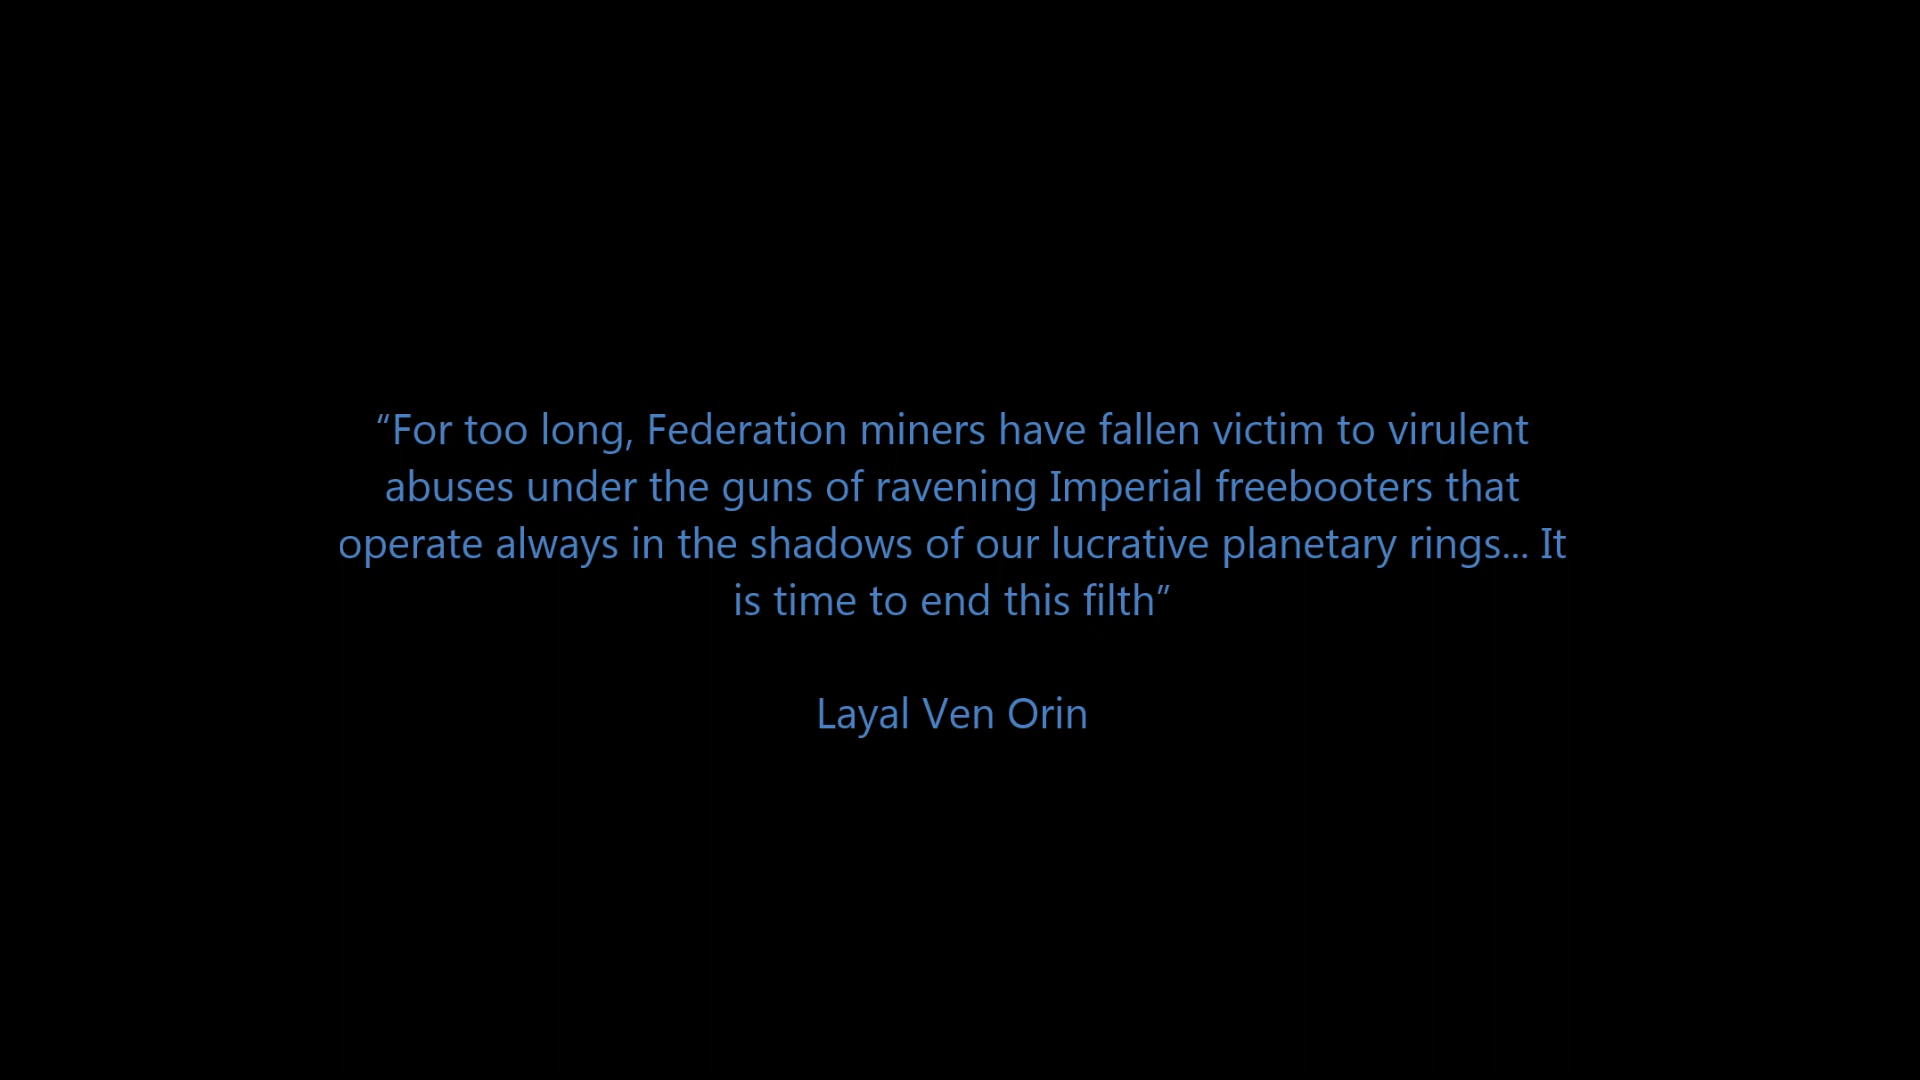 “For too long, Federation miners have fallen victim to virulent
abuses under the guns of ravening Imperial freebooters that
operate always in the shadows of our lucrative planetary rings... It
is time to end this filth”
Layal Ven Orin